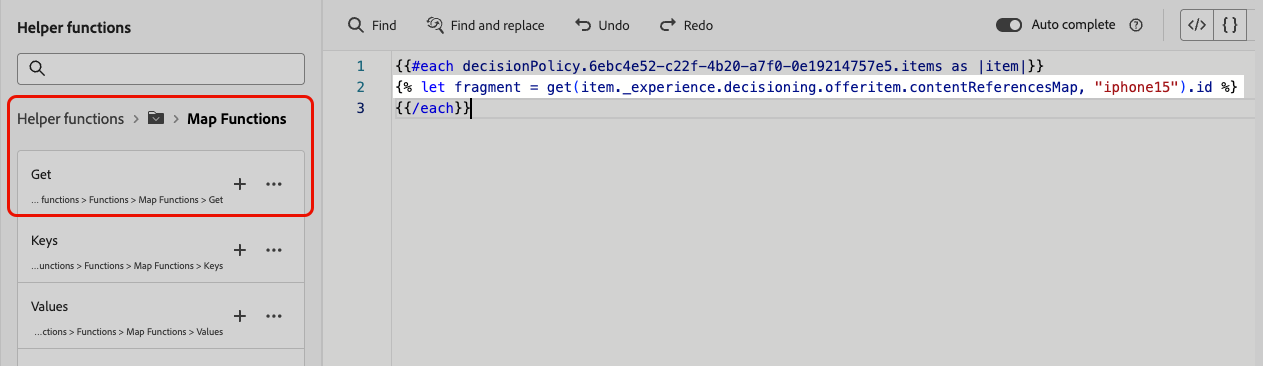 Helper functions
Helper functions > > Map Functions
Get
... functions > Functions > Map Functions > Get
Keys
...unctions > Functions > Map Functions > Keys
Values
...ctions > Functions > Map Functions > Values
Find Find and replace Undo Redo Auto complete ? </> { }
1 {{#each decisionPolicy.6ebc4e52-c22f-4b20-a7f0-0e19214757e5.items as |item|}}
2 {% let fragment = get(item._experience.decisioning.offeritem.contentReferencesMap, "iphone15").id %}
3 {{/each}}